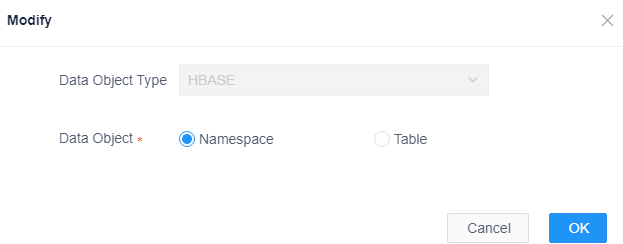 Modify
Data Object Type HBASE
Data Object * Namespace Table
Cancel OK